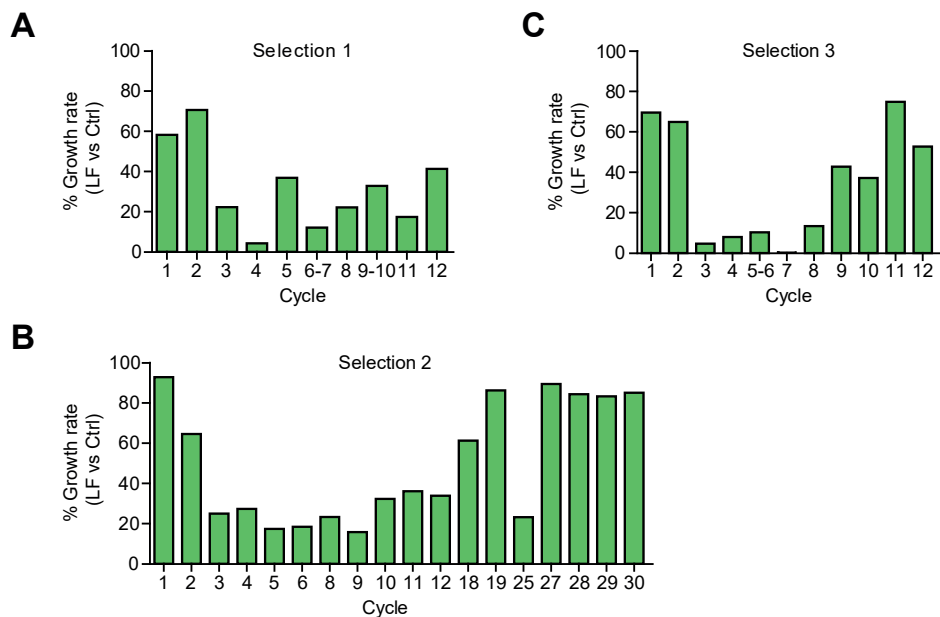 A
Selection 1
% Growth rate
(LF vs Ctrl)
100
80
60
40
20
0
1 2 3 4 5 6-7 8 9-10 11 12
Cycle
C
Selection 3
% Growth rate
(LF vs Ctrl)
100
80
60
40
20
0
1 2 3 4 5-6 7 8 9 10 11 12
Cycle
B
Selection 2
% Growth rate
(LF vs Ctrl)
100
80
60
40
20
0
1 2 3 4 5 6 8 9 10 11 12 18 19 25 27 28 29 30
Cycle